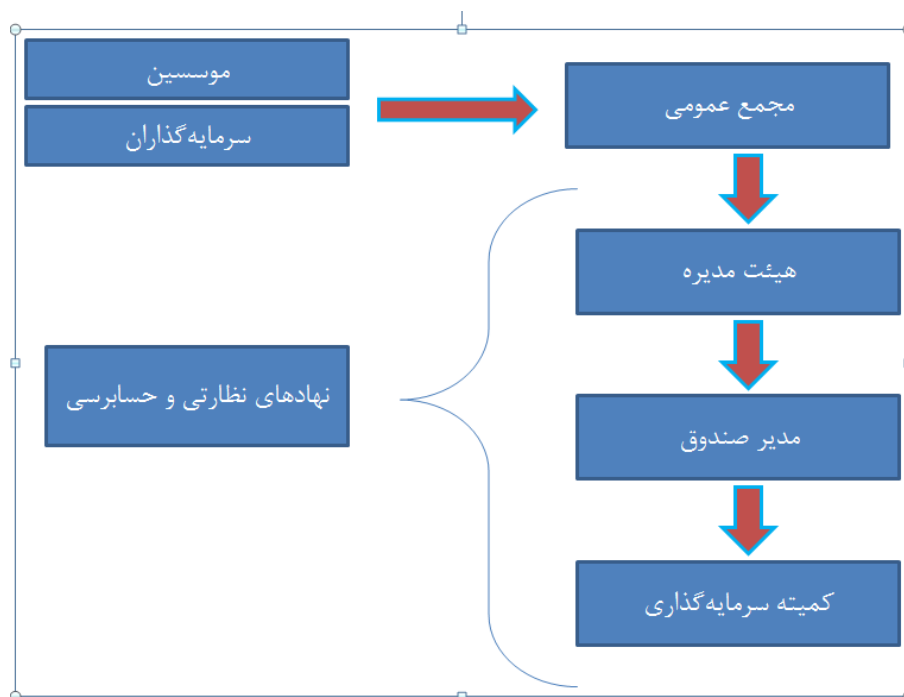 موسسین
سرمایه‌گذاران
مجمع عمومی
هیئت مدیره
نهادهای نظارتی و حسابرسی
مدیر صندوق
کمیته سرمایه‌گذاری